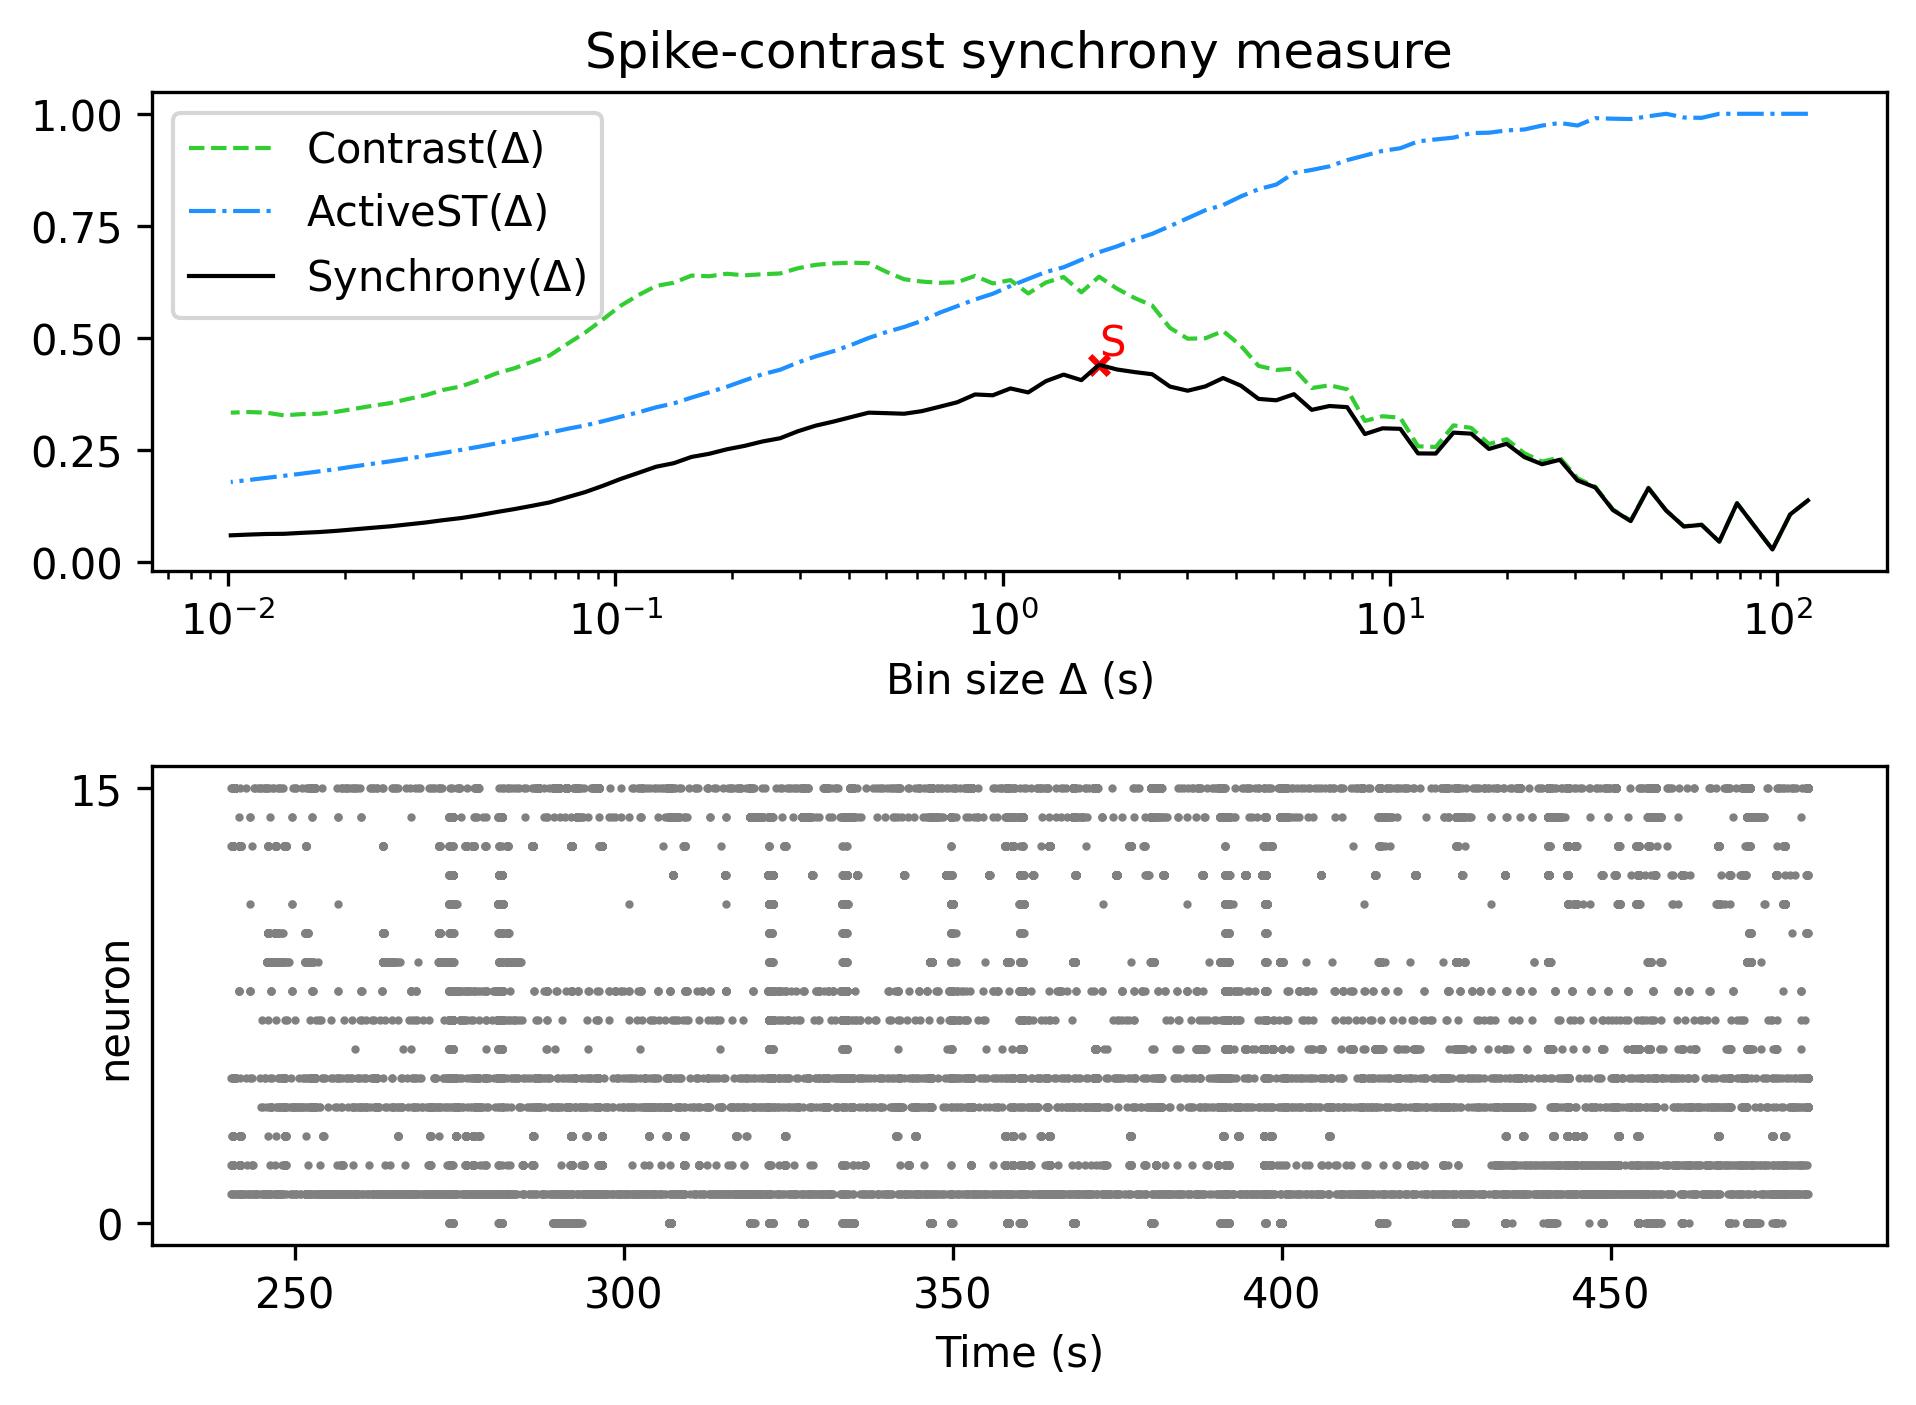 Spike-contrast synchrony measure
1.00
0.75
0.50
0.25
0.00
Contrast(Δ)
ActiveST(Δ)
Synchrony(Δ)
S
10⁻² 10⁻¹ 10⁰ 10¹ 10²
Bin size Δ (s)
15
0
neuron
250 300 350 400 450
Time (s)